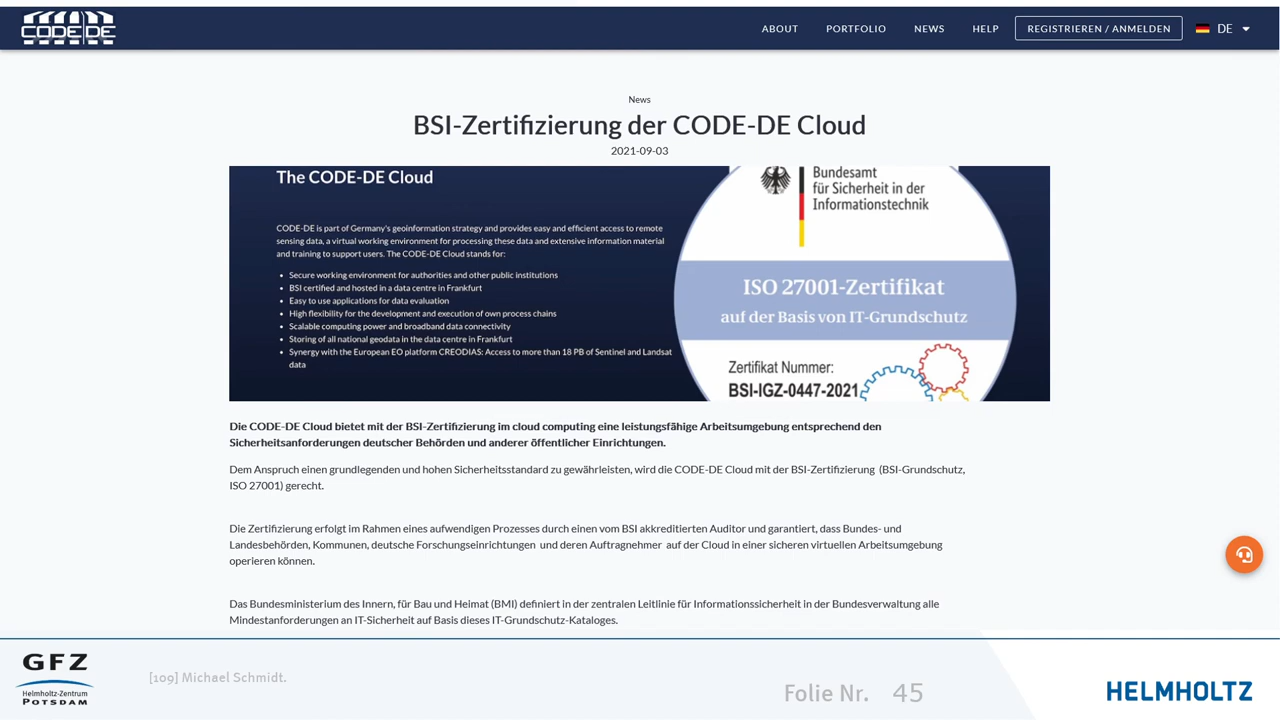 CODE DE
ABOUT PORTFOLIO NEWS HELP REGISTRIEREN / ANMELDEN DE
News
BSI-Zertifizierung der CODE-DE Cloud
2021-09-03
The CODE-DE Cloud
CODE-DE is part of Germany's geoinformation strategy and provides easy and efficient access to remote
sensing data, a virtual working environment for processing these data and extensive information material
and training to support users. The CODE-DE Cloud stands for:
• Secure working environment for authorities and other public institutions
• BSI certified and hosted in a data centre in Frankfurt
• Easy to use applications for data evaluation
• High flexibility for the development and execution of own process chains
• Scalable computing power and broadband data connectivity
• Storing of all national geodata in the data centre in Frankfurt
• Synergy with the European EO platform CREODIAS: Access to more than 18 PB of Sentinel and Landsat
data
Bundesamt
für Sicherheit in der
Informationstechnik
ISO 27001-Zertifikat
auf der Basis von IT-Grundschutz
Zertifikat Nummer:
BSI-IGZ-0447-2021
Die CODE-DE Cloud bietet mit der BSI-Zertifizierung im cloud computing eine leistungsfähige Arbeitsumgebung entsprechend den
Sicherheitsanforderungen deutscher Behörden und anderer öffentlicher Einrichtungen.
Dem Anspruch einen grundlegenden und hohen Sicherheitsstandard zu gewährleisten, wird die CODE-DE Cloud mit der BSI-Zertifizierung (BSI-Grundschutz,
ISO 27001) gerecht.
Die Zertifizierung erfolgt im Rahmen eines aufwendigen Prozesses durch einen vom BSI akkreditierten Auditor und garantiert, dass Bundes- und
Landesbehörden, Kommunen, deutsche Forschungseinrichtungen und deren Auftragnehmer auf der Cloud in einer sicheren virtuellen Arbeitsumgebung
operieren können.
Das Bundesministerium des Innern, für Bau und Heimat (BMI) definiert in der zentralen Leitlinie für Informationssicherheit in der Bundesverwaltung alle
Mindestanforderungen an IT-Sicherheit auf Basis dieses IT-Grundschutz-Kataloges.
GFZ
Helmholtz-Zentrum
POTSDAM
[109] Michael Schmidt.
Folie Nr. 45
HELMHOLTZ